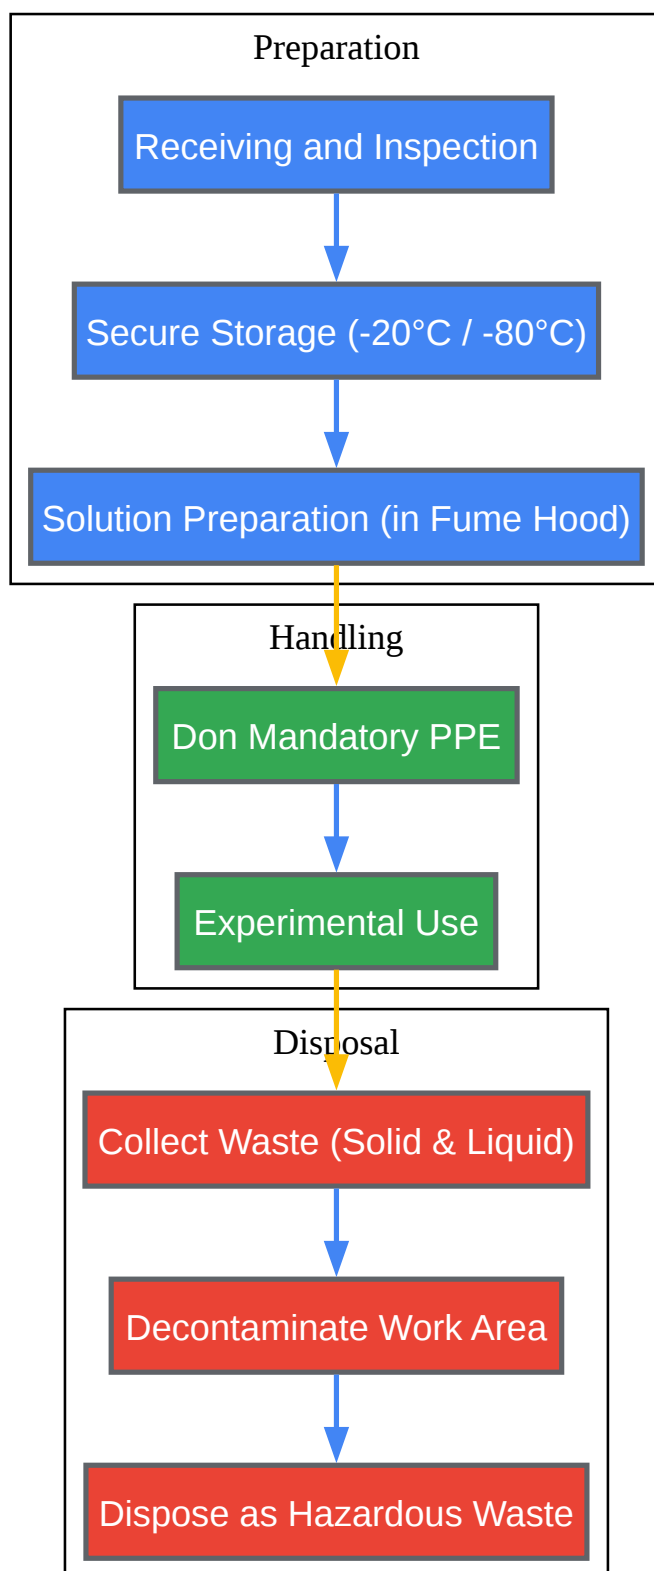 Preparation
Receiving and Inspection
Secure Storage (-20°C / -80°C)
Solution Preparation (in Fume Hood)
Handling
Don Mandatory PPE
Experimental Use
Disposal
Collect Waste (Solid & Liquid)
Decontaminate Work Area
Dispose as Hazardous Waste